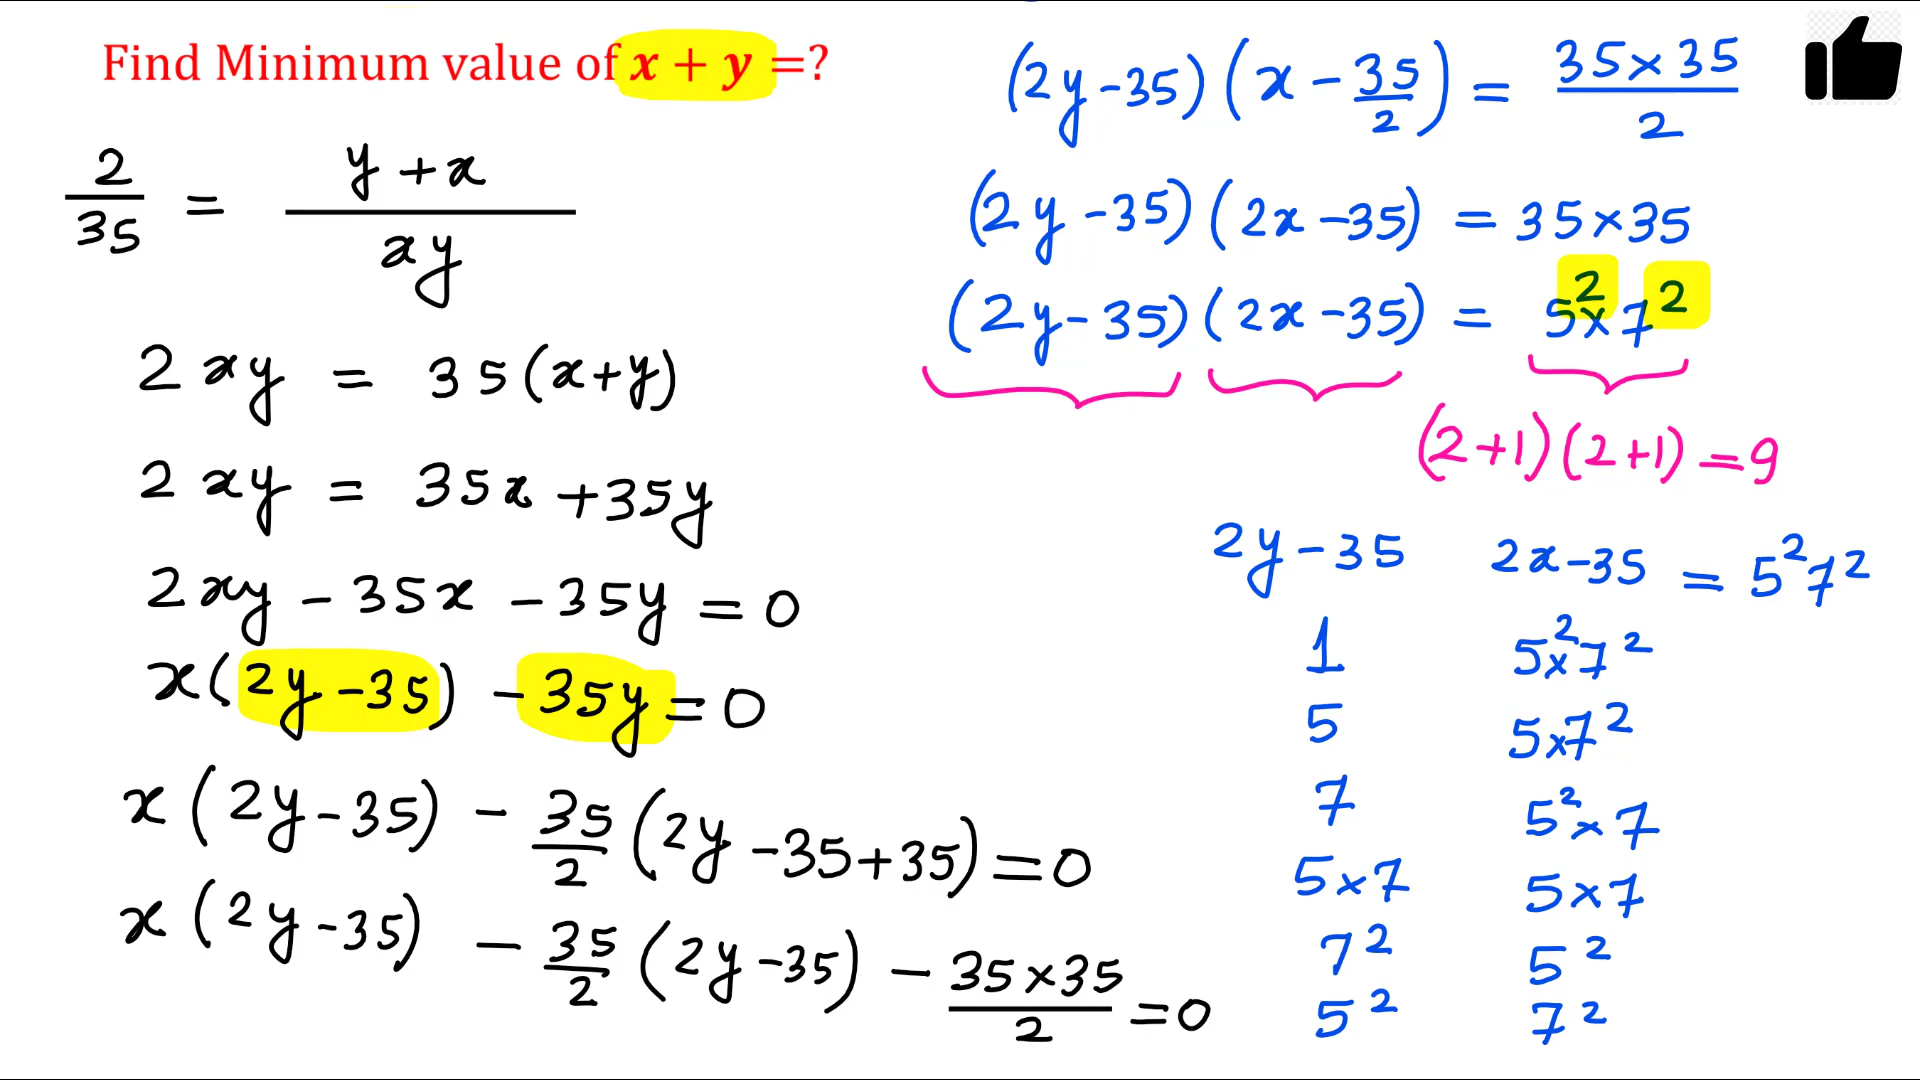 Find Minimum value of x + y =?
2/35 = (y+x)/xy
2xy = 35(x+y)
2xy = 35x +35y
2xy - 35x - 35y = 0
x(2y-35) - 35y = 0
x(2y-35) - 35/2 (2y-35+35) = 0
x(2y-35) - 35/2 (2y-35) - (35×35)/2 = 0
(2y-35)(x - 35/2) = (35×35)/2
(2y-35)(2x-35) = 35×35
(2y-35)(2x-35) = 5²×7²
(2+1)(2+1) = 9
2y-35 2x-35 = 5²7²
1 5²×7²
5 5×7²
7 5²×7
5×7 5×7
7² 5²
5² 7²